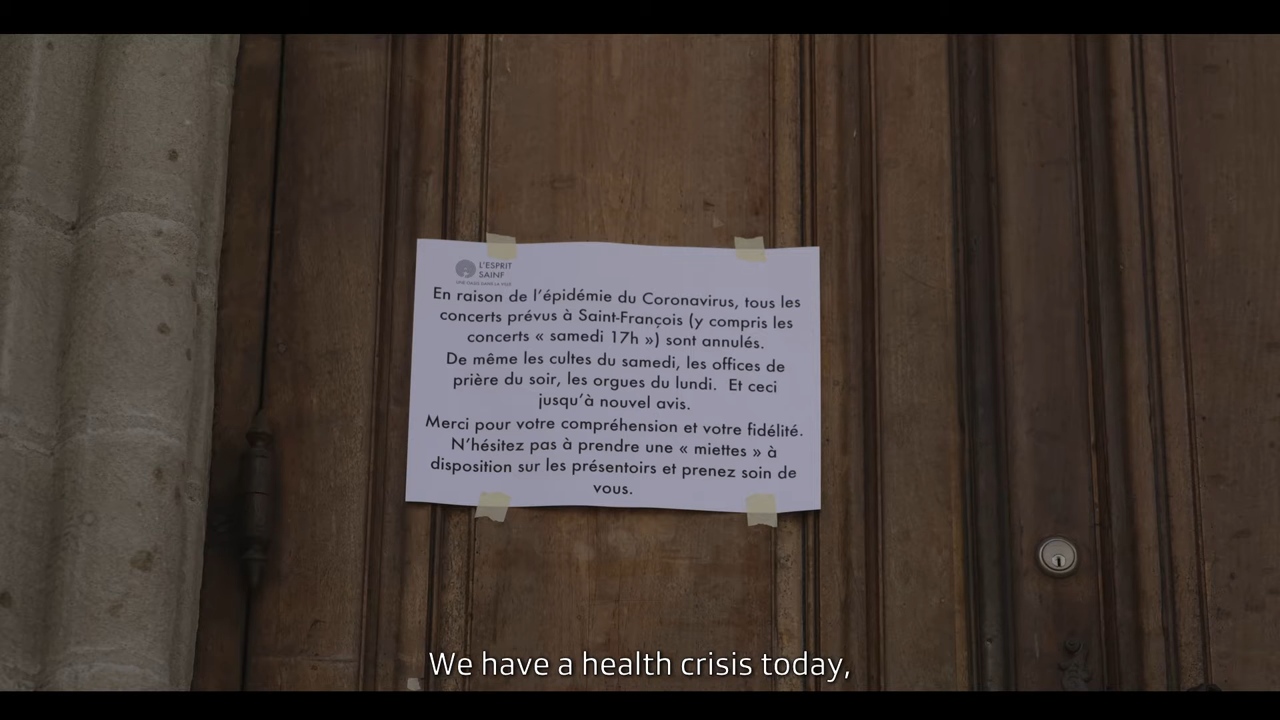 L'ESPRIT
SAINF
En raison de l'épidémie du Coronavirus, tous les
concerts prévus à Saint-François (y compris les
concerts « samedi 17h ») sont annulés.
De même les cultes du samedi, les offices de
prière du soir, les orgues du lundi. Et ceci
jusqu'à nouvel avis.
Merci pour votre compréhension et votre fidélité.
N'hésitez pas à prendre une « miettes » à
disposition sur les présentoirs et prenez soin de
vous.
We have a health crisis today,